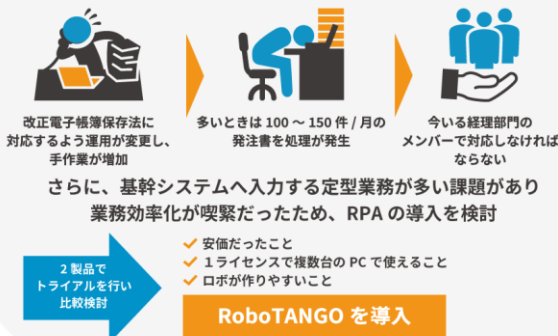 改正電子帳簿保存法に
対応するよう運用が変更し、
手作業が増加
多いときは 100 ～ 150 件 / 月の
発注書を処理が発生
今いる経理部門の
メンバーで対応しなければ
ならない
さらに、基幹システムへ入力する定型業務が多い課題があり
業務効率化が喫緊だったため、RPA の導入を検討
2 製品で
トライアルを行い
比較検討
安価だったこと
１ライセンスで複数台の PC で使えること
ロボが作りやすいこと
RoboTANGO を導入